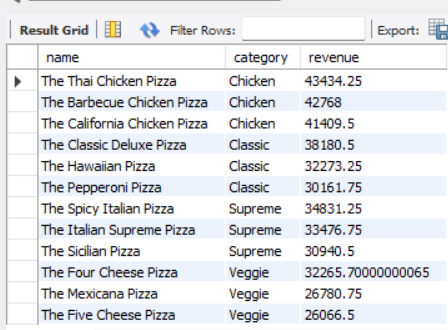 Result Grid Filter Rows: Export:
name category revenue
The Thai Chicken Pizza Chicken 43434.25
The Barbecue Chicken Pizza Chicken 42768
The California Chicken Pizza Chicken 41409.5
The Classic Deluxe Pizza Classic 38180.5
The Hawaiian Pizza Classic 32273.25
The Pepperoni Pizza Classic 30161.75
The Spicy Italian Pizza Supreme 34831.25
The Italian Supreme Pizza Supreme 33476.75
The Sicilian Pizza Supreme 30940.5
The Four Cheese Pizza Veggie 32265.70000000065
The Mexicana Pizza Veggie 26780.75
The Five Cheese Pizza Veggie 26066.5